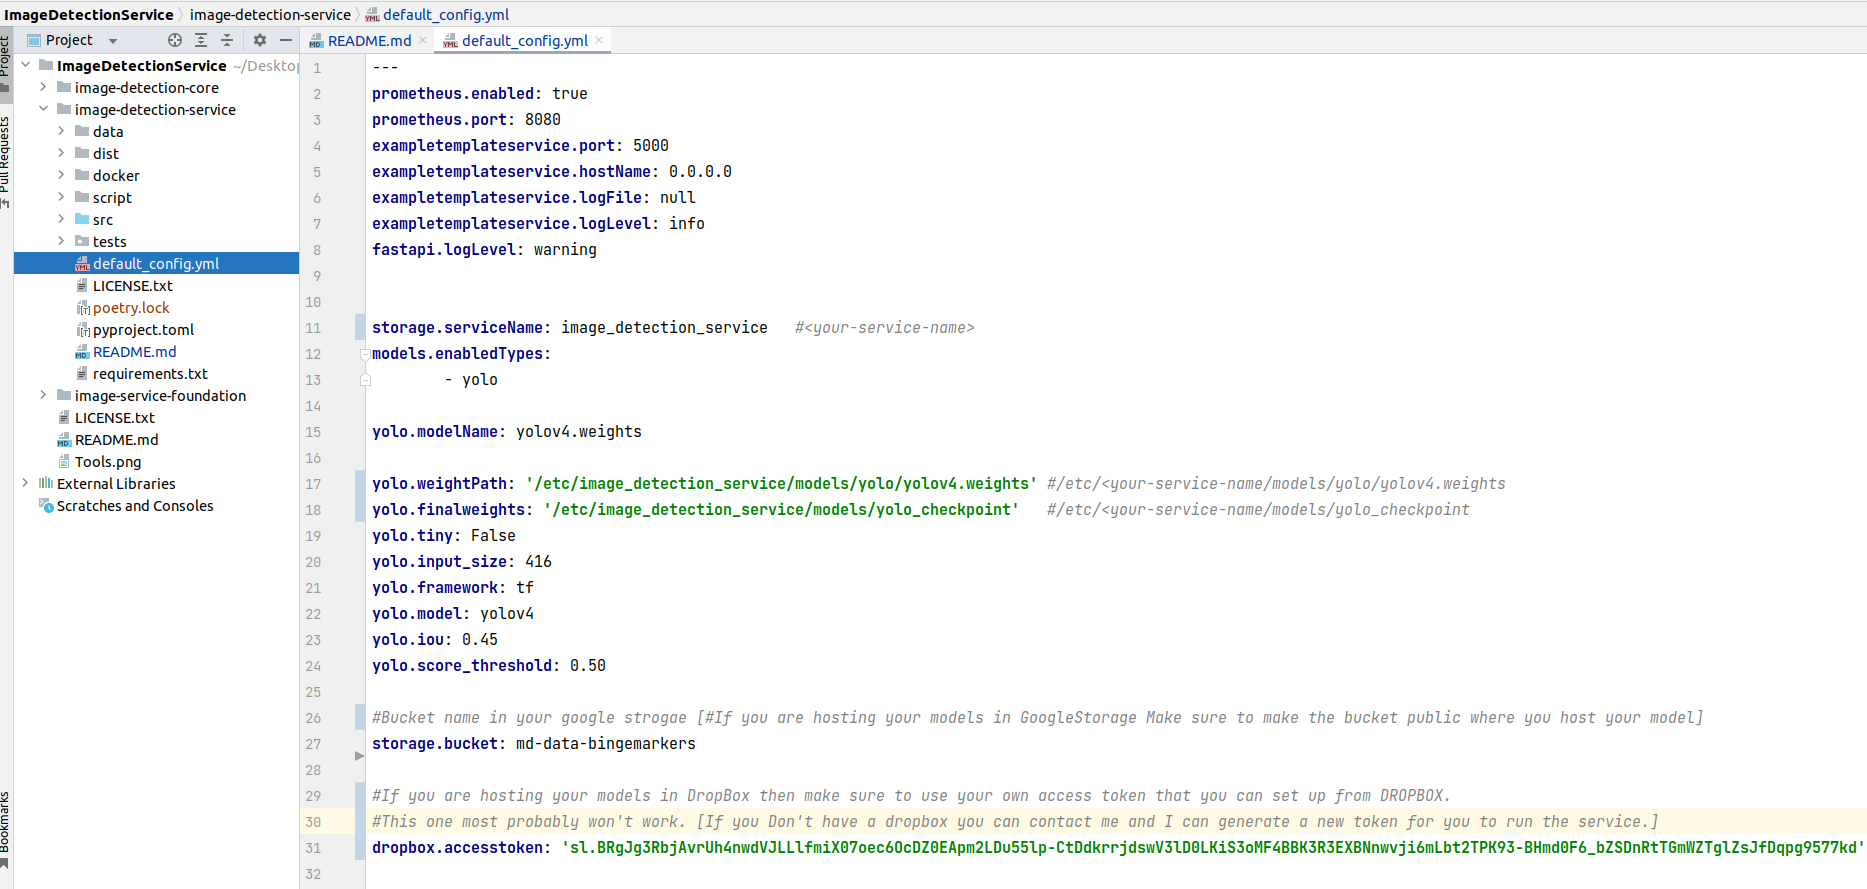 ImageDetectionService 〉 image-detection-service 〉 default_config.yml
Project
README.md
default_config.yml
Project
Pull Requests
Bookmarks
ImageDetectionService ~/Desktop
image-detection-core
image-detection-service
data
dist
docker
script
src
tests
default_config.yml
LICENSE.txt
poetry.lock
pyproject.toml
README.md
requirements.txt
image-service-foundation
LICENSE.txt
README.md
Tools.png
External Libraries
Scratches and Consoles
1 ---
2 prometheus.enabled: true
3 prometheus.port: 8080
4 exampletemplateservice.port: 5000
5 exampletemplateservice.hostName: 0.0.0.0
6 exampletemplateservice.logFile: null
7 exampletemplateservice.logLevel: info
8 fastapi.logLevel: warning
9
10
11 storage.serviceName: image_detection_service   #<your-service-name>
12 models.enabledTypes:
13         - yolo
14
15 yolo.modelName: yolov4.weights
16
17 yolo.weightPath: '/etc/image_detection_service/models/yolo/yolov4.weights' #/etc/<your-service-name/models/yolo/yolov4.weights
18 yolo.finalweights: '/etc/image_detection_service/models/yolo_checkpoint'   #/etc/<your-service-name/models/yolo_checkpoint
19 yolo.tiny: False
20 yolo.input_size: 416
21 yolo.framework: tf
22 yolo.model: yolov4
23 yolo.iou: 0.45
24 yolo.score_threshold: 0.50
25
26 #Bucket name in your google strogae [#If you are hosting your models in GoogleStorage Make sure to make the bucket public where you host your model]
27 storage.bucket: md-data-bingemarkers
28
29 #If you are hosting your models in DropBox then make sure to use your own access token that you can set up from DROPBOX.
30 #This one most probably won't work. [If you Don't have a dropbox you can contact me and I can generate a new token for you to run the service.]
31 dropbox.accesstoken: 'sl.BRgJg3RbjAvrUh4nwdVJLLlfmiX07oec6OcDZ0EApm2LDu55lp-CtDdkrrjdswV3lD0LKiS3oMF4BBK3R3EXBNnwvji6mLbt2TPK93-BHmd0F6_bZSDnRtTGmWZTglZsJfDqpg9577kd'
32